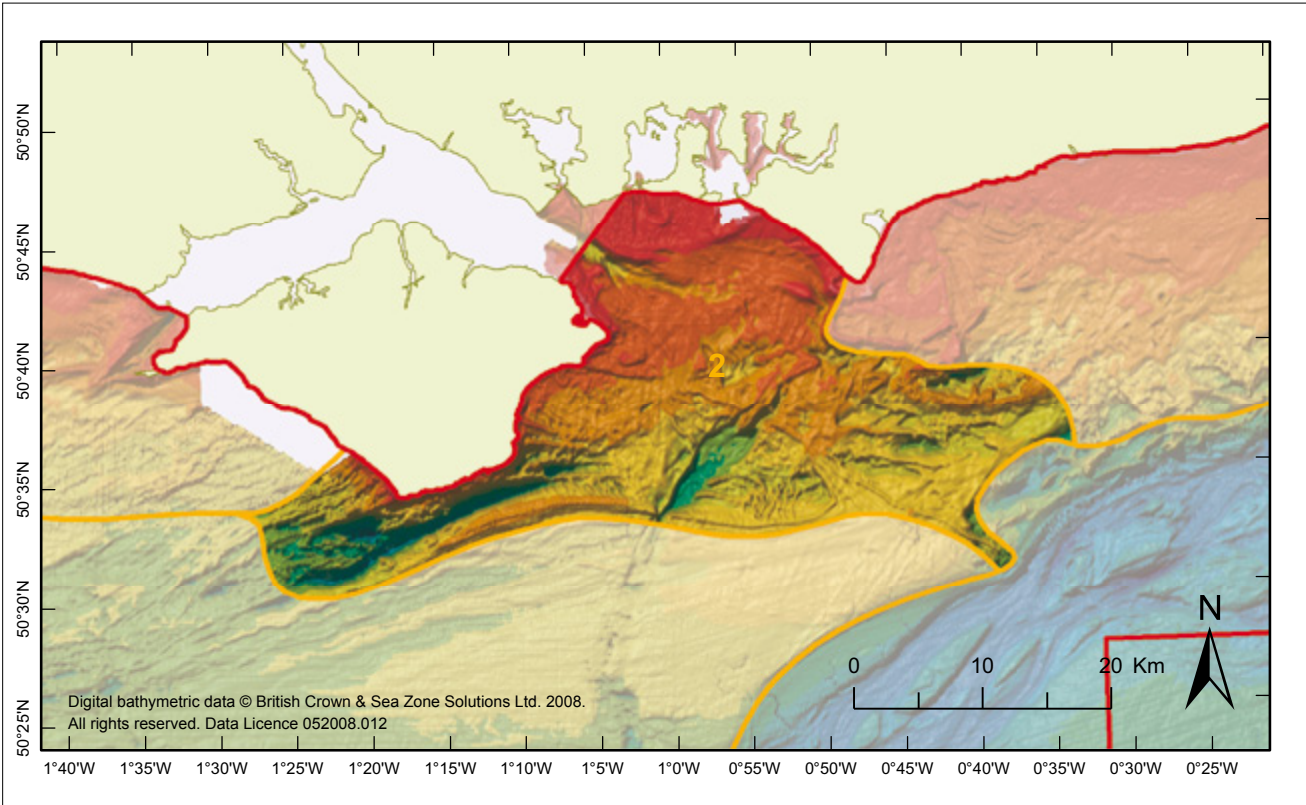 50°50'N
50°45'N
50°40'N
50°35'N
50°30'N
50°25'N
2
N
0 10 20 Km
Digital bathymetric data © British Crown & Sea Zone Solutions Ltd. 2008.
All rights reserved. Data Licence 052008.012
1°40'W 1°35'W 1°30'W 1°25'W 1°20'W 1°15'W 1°10'W 1°5'W 1°0'W 0°55'W 0°50'W 0°45'W 0°40'W 0°35'W 0°30'W 0°25'W